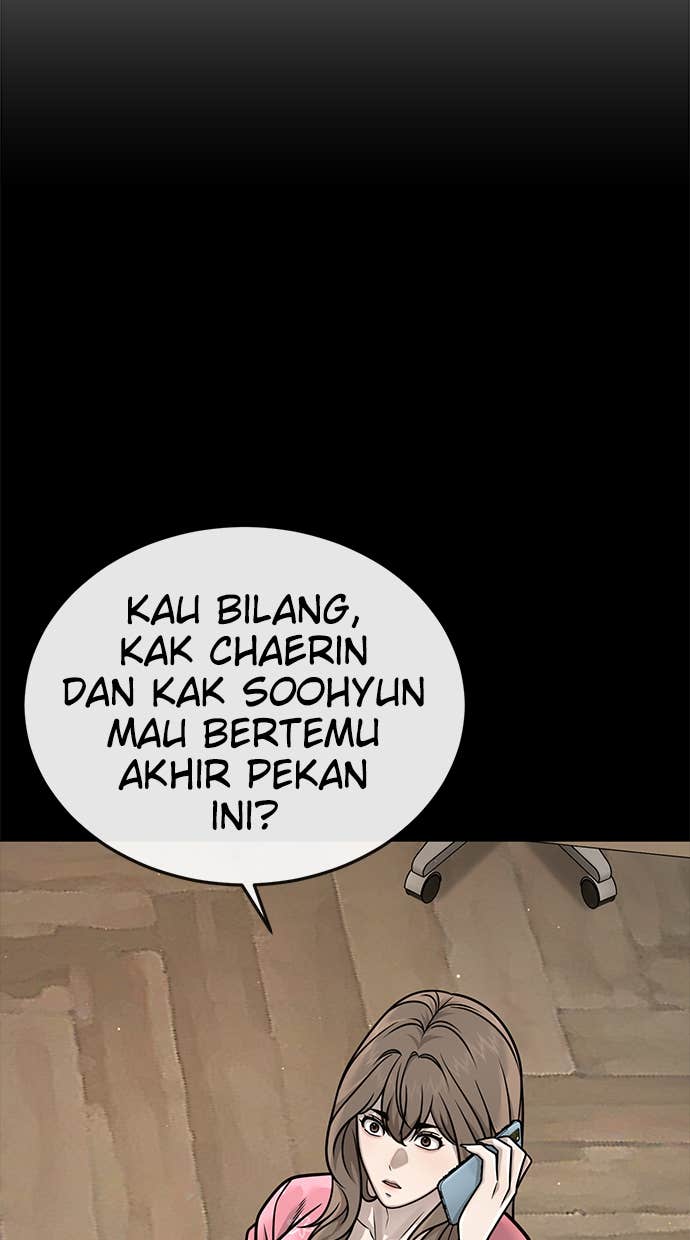 KAU BILANG,
KAK CHAERIN
DAN KAK SOOHYUN
MAU BERTEMU
AKHIR PEKAN
INI?